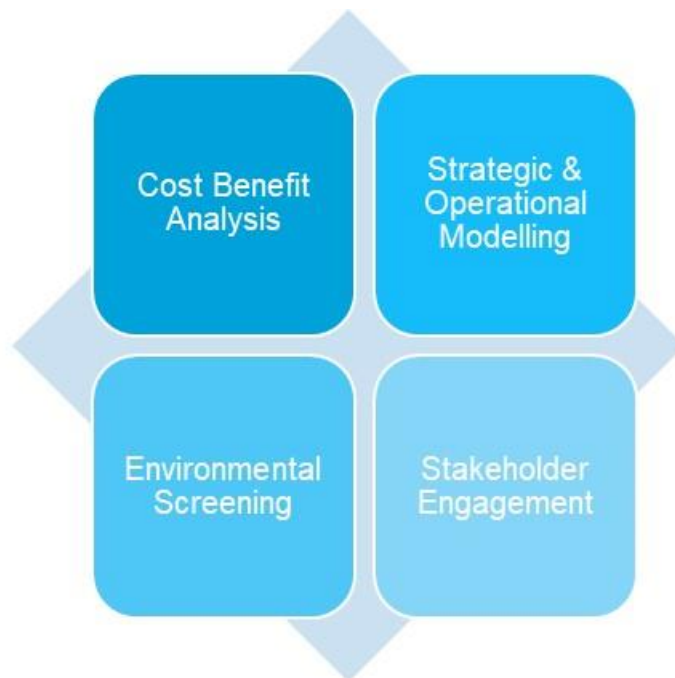 Cost Benefit
Analysis
Strategic &
Operational
Modelling
Environmental
Screening
Stakeholder
Engagement